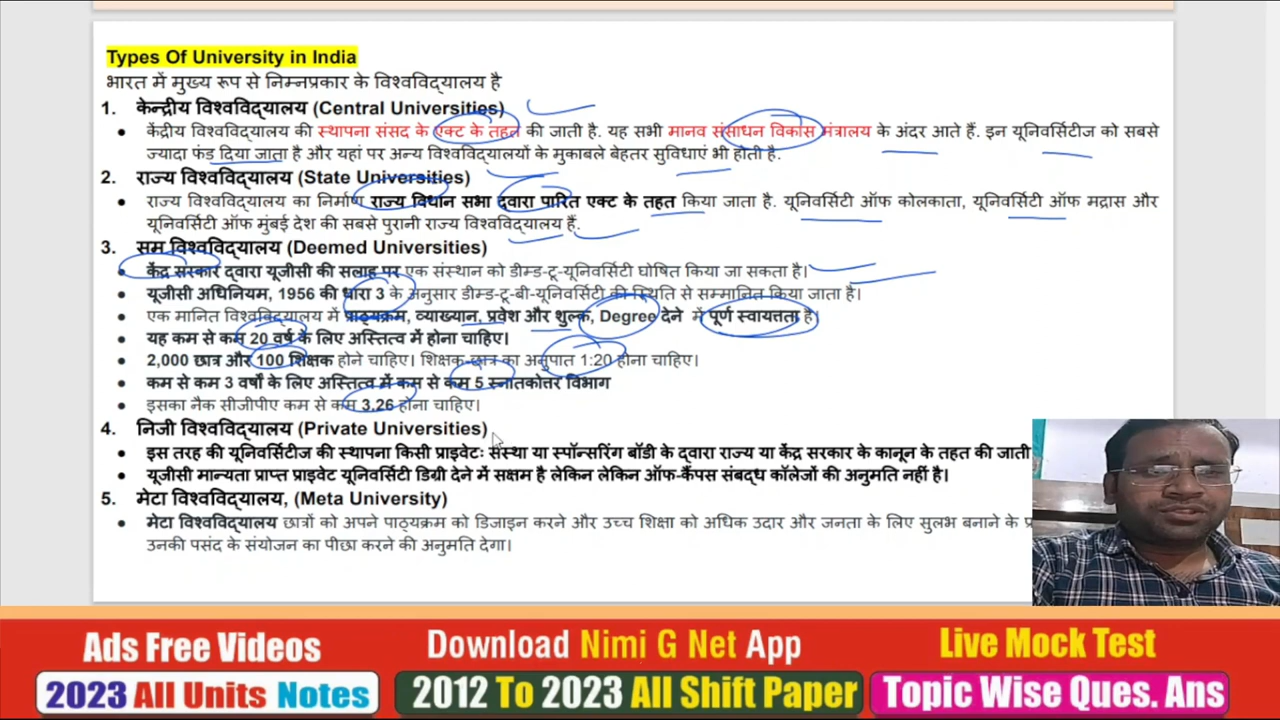 Types Of University in India
भारत में मुख्य रूप से निम्नप्रकार के विश्वविद्यालय है
1. केन्द्रीय विश्वविद्यालय (Central Universities)
• केंद्रीय विश्वविद्यालय की स्थापना संसद के एक्ट के तहत की जाती है. यह सभी मानव संसाधन विकास मंत्रालय के अंदर आते हैं. इन यूनिवर्सिटीज को सबसे
ज्यादा फंड दिया जाता है और यहां पर अन्य विश्वविद्यालयों के मुकाबले बेहतर सुविधाएं भी होती है.
2. राज्य विश्वविद्यालय (State Universities)
• राज्य विश्वविद्यालय का निर्माण राज्य विधान सभा द्वारा पारित एक्ट के तहत किया जाता है. यूनिवर्सिटी ऑफ कोलकाता, यूनिवर्सिटी ऑफ मद्रास और
यूनिवर्सिटी ऑफ मुंबई देश की सबसे पुरानी राज्य विश्वविद्यालय हैं.
3. सम विश्वविद्यालय (Deemed Universities)
• केंद्र सरकार द्वारा यूजीसी की सलाह पर एक संस्थान को डीम्ड-टू-यूनिवर्सिटी घोषित किया जा सकता है।
• यूजीसी अधिनियम, 1956 की धारा 3 के अनुसार डीम्ड-टू-बी-यूनिवर्सिटी की स्थिति से सम्मानित किया जाता है।
• एक मानित विश्वविद्यालय में पाठ्यक्रम, व्याख्यान, प्रवेश और शुल्क, Degree देने में पूर्ण स्वायत्तता है।
• यह कम से कम 20 वर्ष के लिए अस्तित्व में होना चाहिए।
• 2,000 छात्र और 100 शिक्षक होने चाहिए। शिक्षक-छात्र का अनुपात 1:20 होना चाहिए।
• कम से कम 3 वर्षों के लिए अस्तित्व में कम से कम 5 स्नातकोत्तर विभाग
• इसका नैक सीजीपीए कम से कम 3.26 होना चाहिए।
4. निजी विश्वविद्यालय (Private Universities)
• इस तरह की यूनिवर्सिटीज की स्थापना किसी प्राइवेटः संस्था या स्पॉन्सरिंग बॉडी के द्वारा राज्य या केंद्र सरकार के कानून के तहत की जाती
• यूजीसी मान्यता प्राप्त प्राइवेट यूनिवर्सिटी डिग्री देने में सक्षम है लेकिन लेकिन ऑफ-कैंपस संबद्ध कॉलेजों की अनुमति नहीं है।
5. मेटा विश्वविद्यालय, (Meta University)
• मेटा विश्वविद्यालय छात्रों को अपने पाठ्यक्रम को डिजाइन करने और उच्च शिक्षा को अधिक उदार और जनता के लिए सुलभ बनाने के
उनकी पसंद के संयोजन का पीछा करने की अनुमति देगा।
Ads Free Videos
Download Nimi G Net App
Live Mock Test
2023 All Units Notes
2012 To 2023 All Shift Paper
Topic Wise Ques. Ans